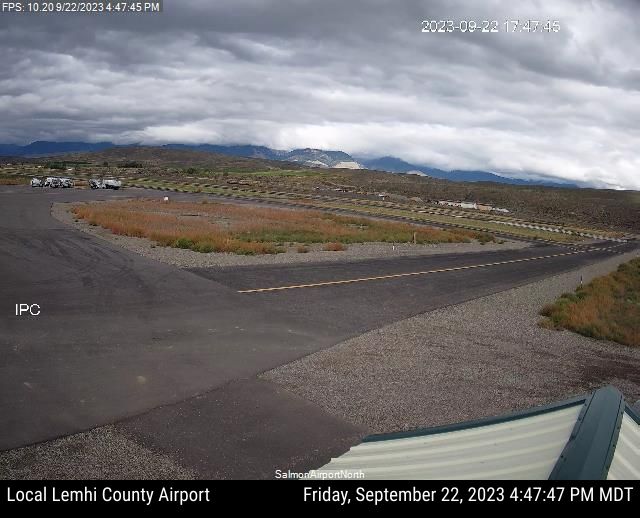 FPS: 10.20 9/22/2023 4:47:45 PM
2023-09-22 17:47:45
IPC
SalmonAirportNorth
Local Lemhi County Airport
Friday, September 22, 2023 4:47:47 PM MDT